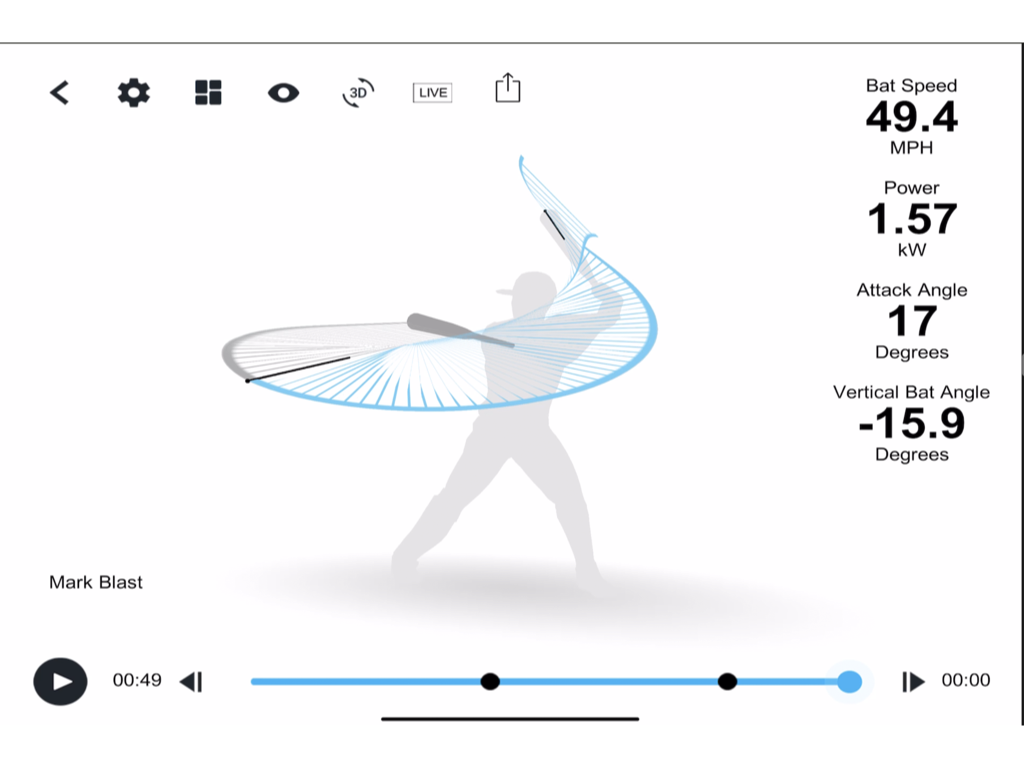 3D
LIVE
Bat Speed
49.4
MPH
Power
1.57
kW
Attack Angle
17
Degrees
Vertical Bat Angle
-15.9
Degrees
Mark Blast
00:49
00:00